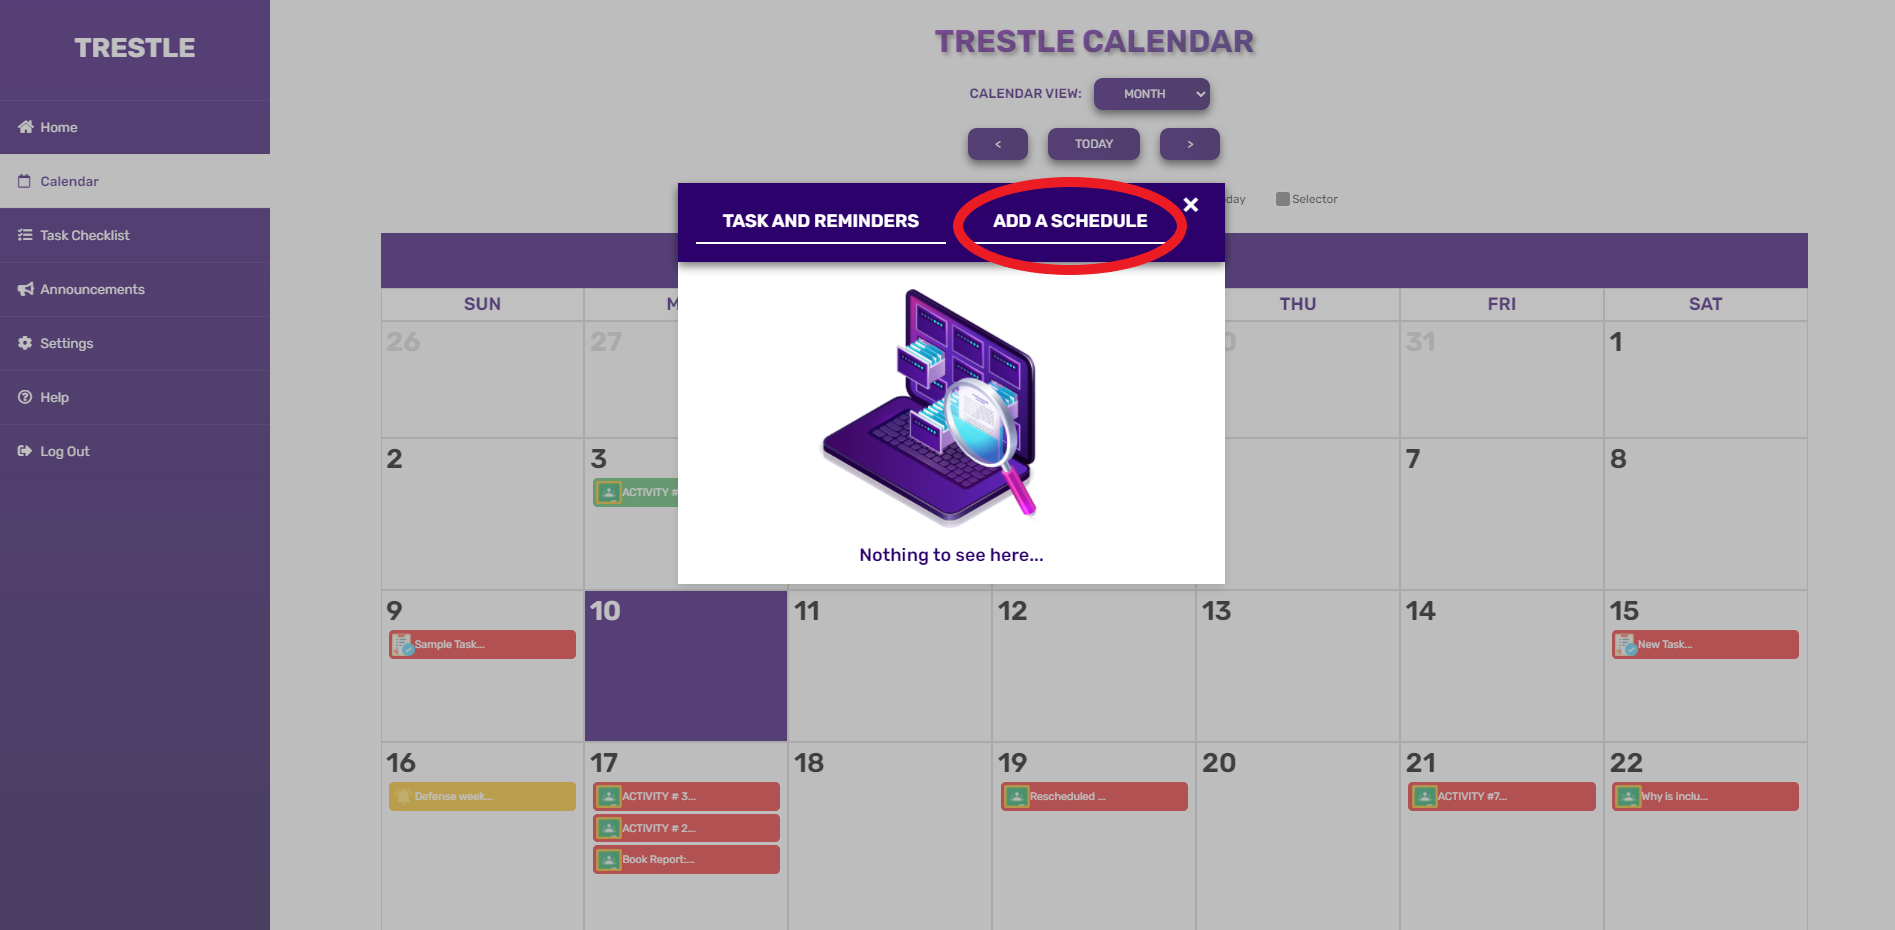 TRESTLE
Home
Calendar
Task Checklist
Announcements
Settings
Help
Log Out
TRESTLE CALENDAR
CALENDAR VIEW: MONTH
< TODAY >
day Selector
TASK AND REMINDERS ADD A SCHEDULE ×
Nothing to see here...
SUN M THU FRI SAT
26 27 0 31 1
2 3 7 8
ACTIVITY #
9 10 11 12 13 14 15
Sample Task... New Task...
16 17 18 19 20 21 22
Defense week... ACTIVITY # 3... Rescheduled ... ACTIVITY #7... Why is inclu...
ACTIVITY # 2...
Book Report:...